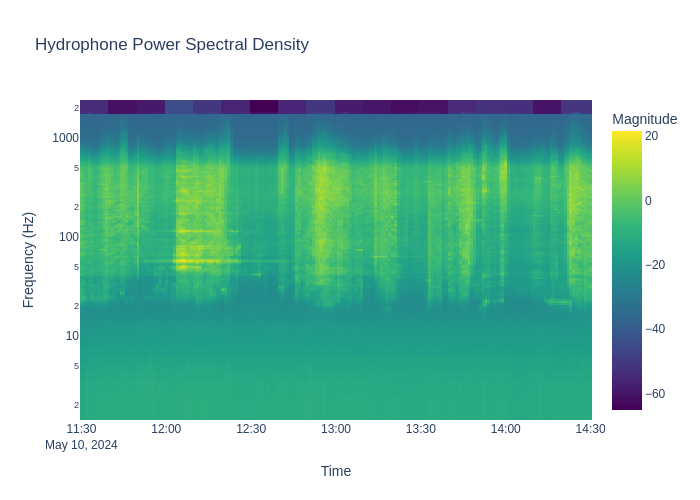 Hydrophone Power Spectral Density
Magnitude
2
1000
5
2
100
5
2
10
5
2
Frequency (Hz)
20
0
−20
−40
−60
11:30 12:00 12:30 13:00 13:30 14:00 14:30
May 10, 2024
Time